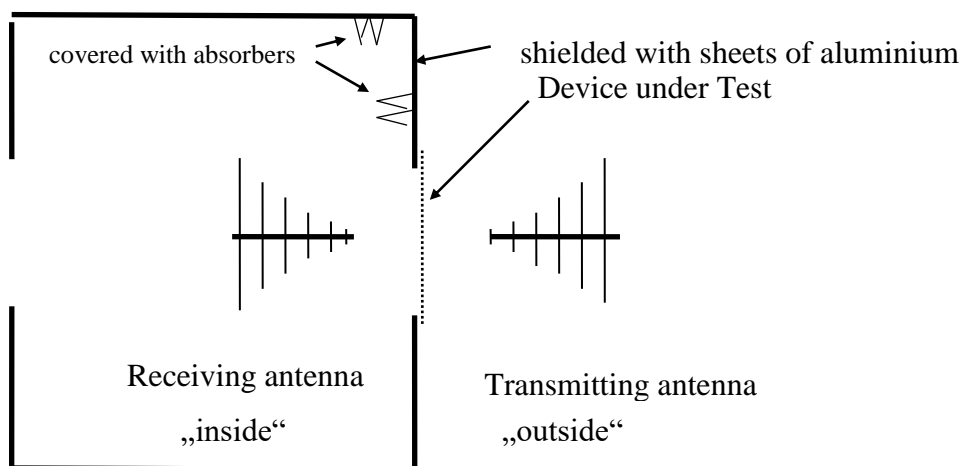 covered with absorbers
shielded with sheets of aluminium
Device under Test
Receiving antenna
„inside“
Transmitting antenna
„outside“